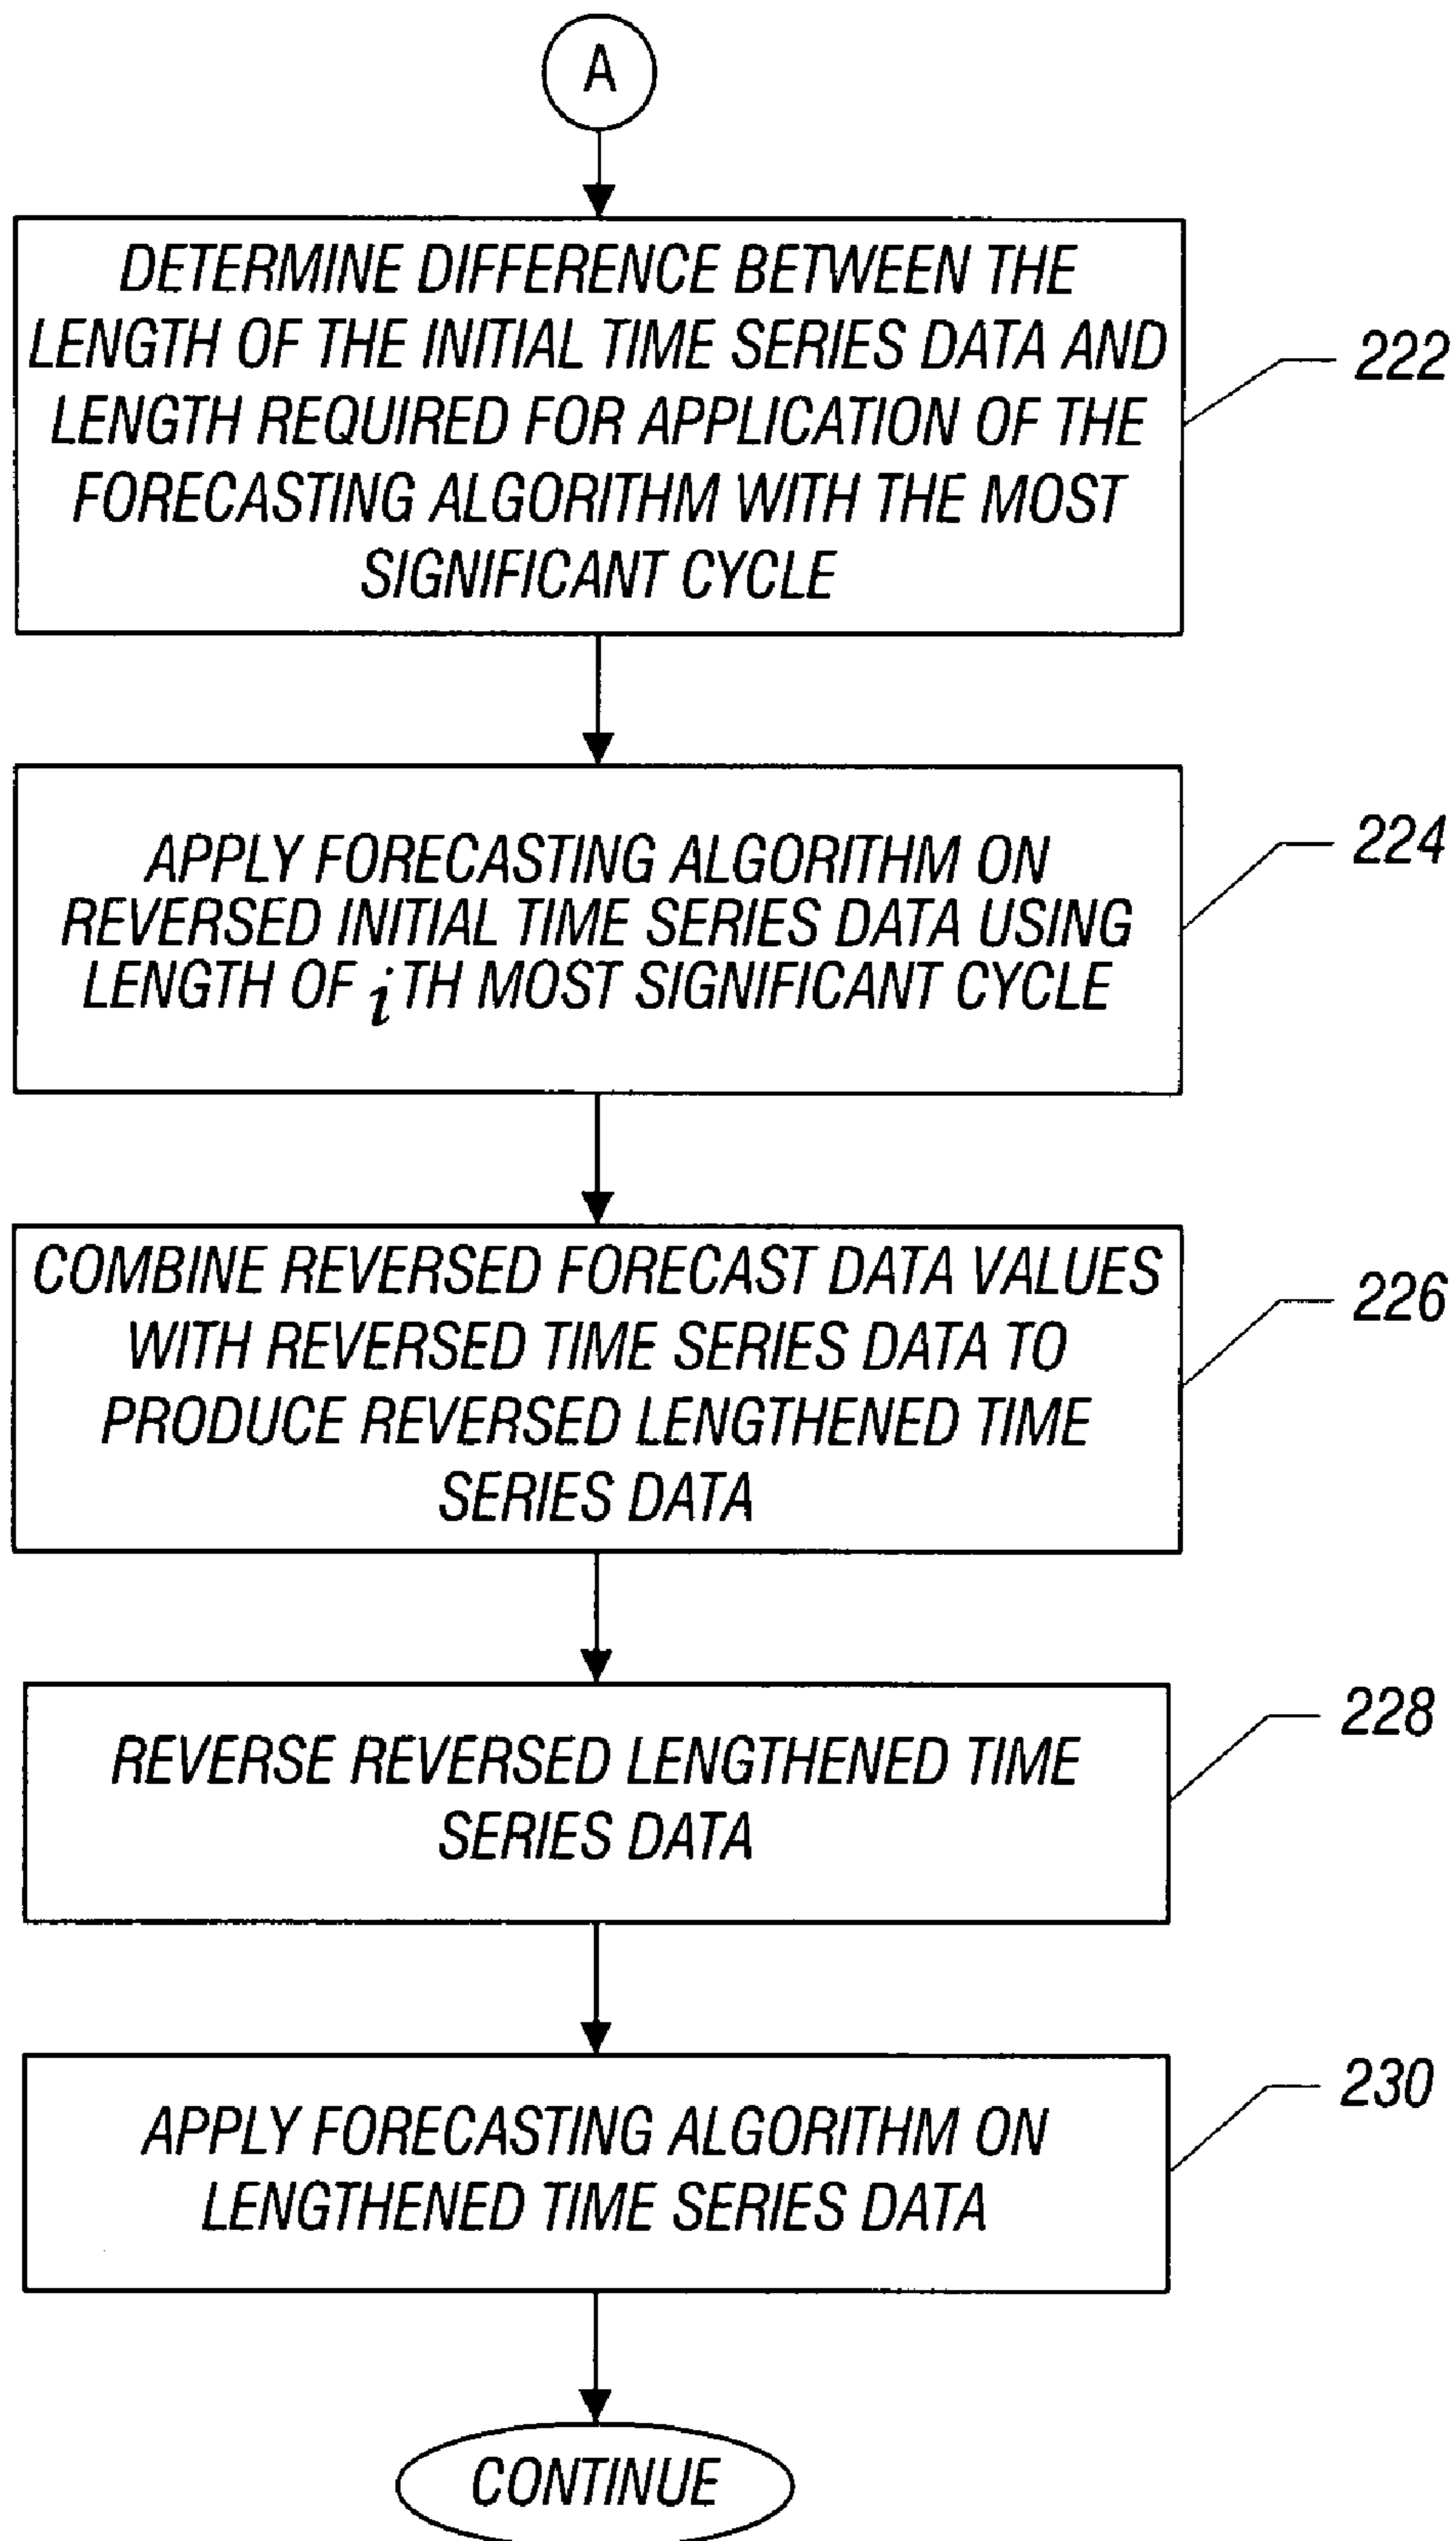 A
DETERMINE DIFFERENCE BETWEEN THE
LENGTH OF THE INITIAL TIME SERIES DATA AND
LENGTH REQUIRED FOR APPLICATION OF THE
FORECASTING ALGORITHM WITH THE MOST
SIGNIFICANT CYCLE
222
APPLY FORECASTING ALGORITHM ON
REVERSED INITIAL TIME SERIES DATA USING
LENGTH OF i TH MOST SIGNIFICANT CYCLE
224
COMBINE REVERSED FORECAST DATA VALUES
WITH REVERSED TIME SERIES DATA TO
PRODUCE REVERSED LENGTHENED TIME
SERIES DATA
226
REVERSE REVERSED LENGTHENED TIME
SERIES DATA
228
APPLY FORECASTING ALGORITHM ON
LENGTHENED TIME SERIES DATA
230
CONTINUE